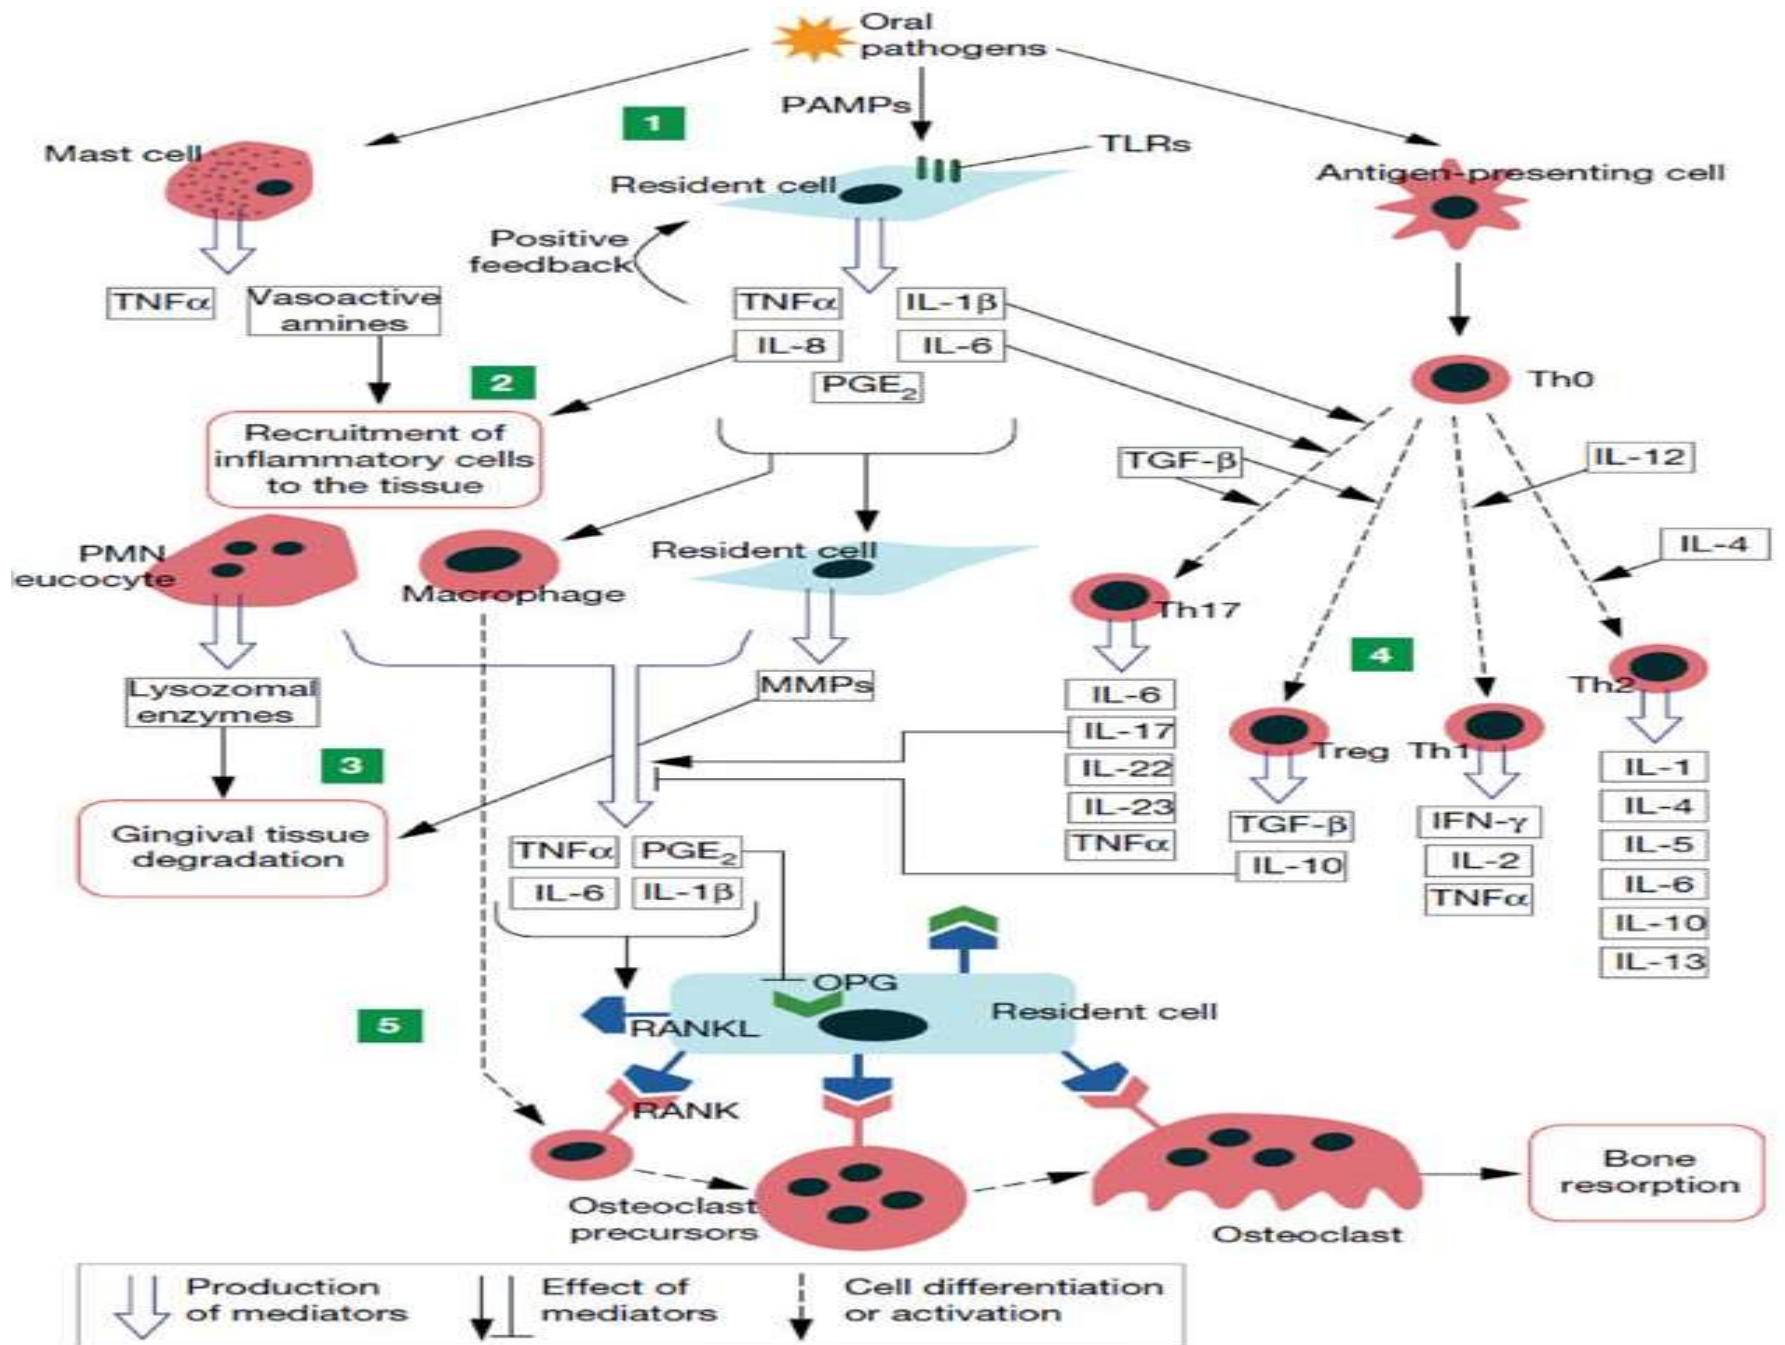 Oral
pathogens
PAMPs
1
TLRs
Mast cell
Resident cell
Antigen-presenting cell
Positive
feedback
TNFα
Vasoactive
amines
TNFα
IL-1β
IL-8
IL-6
PGE2
Th0
2
Recruitment of
inflammatory cells
to the tissue
TGF-β
IL-12
IL-4
PMN
leucocyte
Macrophage
Resident cell
Th17
4
Th2
Lysozomal
enzymes
MMPs
IL-6
IL-17
IL-22
IL-23
TNFα
Treg
Th1
TGF-β
IL-10
IFN-γ
IL-2
TNFα
IL-1
IL-4
IL-5
IL-6
IL-10
IL-13
3
Gingival tissue
degradation
TNFα
PGE2
IL-6
IL-1β
OPG
Resident cell
5
RANKL
RANK
Osteoclast
precursors
Osteoclast
Bone
resorption
Production
of mediators
Effect of
mediators
Cell differentiation
or activation